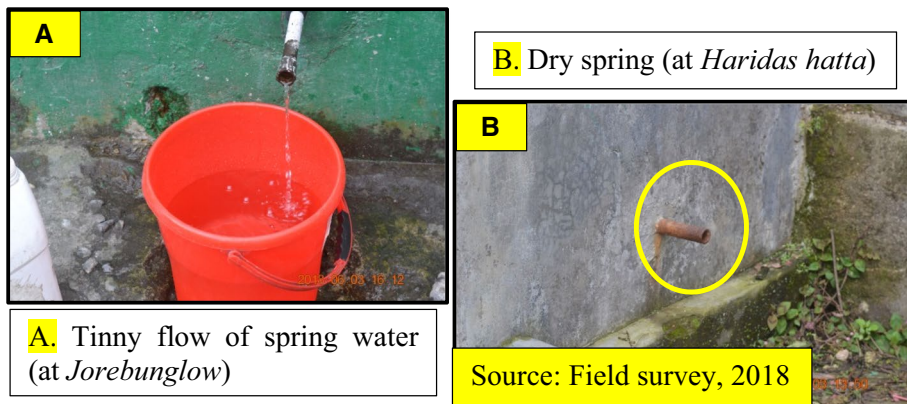 A
B. Dry spring (at Haridas hatta)
B
A. Tinny flow of spring water
(at Jorebunglow)
Source: Field survey, 2018